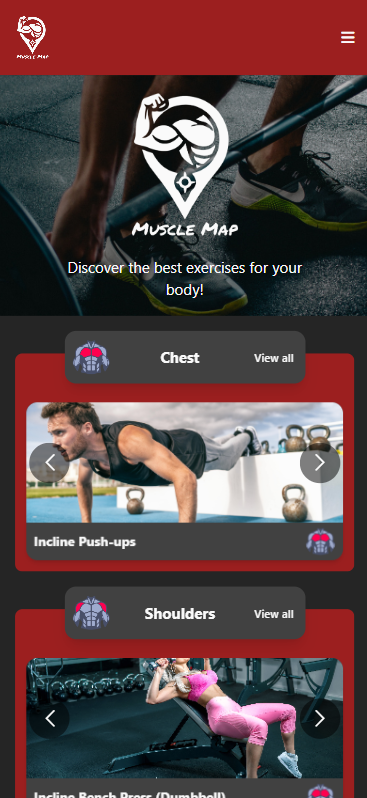 Muscle Map
Muscle Map
Discover the best exercises for your
body!
Chest
View all
Incline Push-ups
Shoulders
View all
Incline Bench Press (Dumbbell)